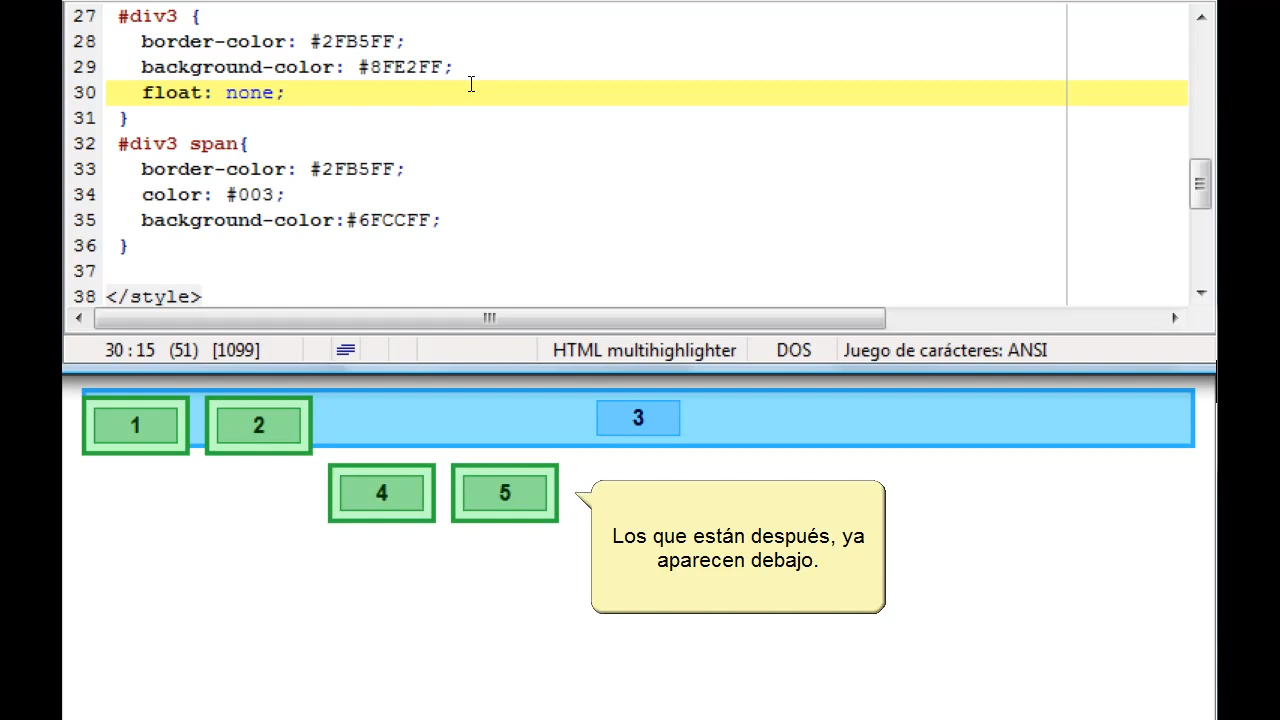 27 #div3 {
28 border-color: #2FB5FF;
29 background-color: #8FE2FF;
30 float: none;
31 }
32 #div3 span{
33 border-color: #2FB5FF;
34 color: #003;
35 background-color:#6FCCFF;
36 }
37
38 </style>
30 : 15 (51) [1099] HTML multihighlighter DOS Juego de carácteres: ANSI
1 2 3
4 5
Los que están después, ya
aparecen debajo.